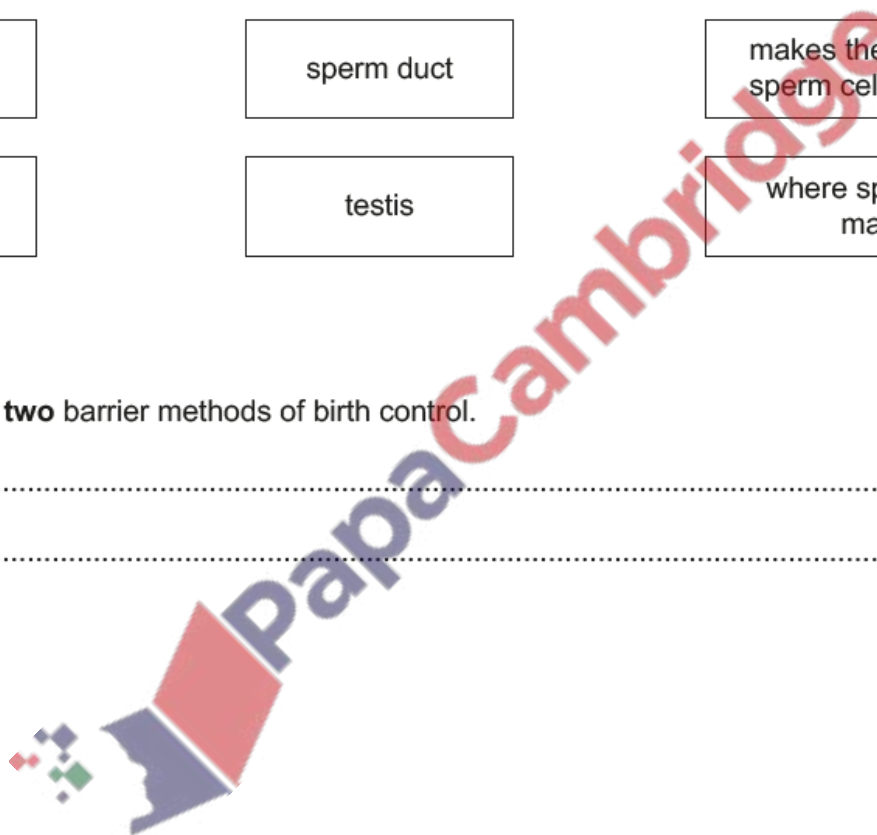 sperm duct
makes the
sperm cel
testis
where sp
ma
two barrier methods of birth control.
PapaCambridge